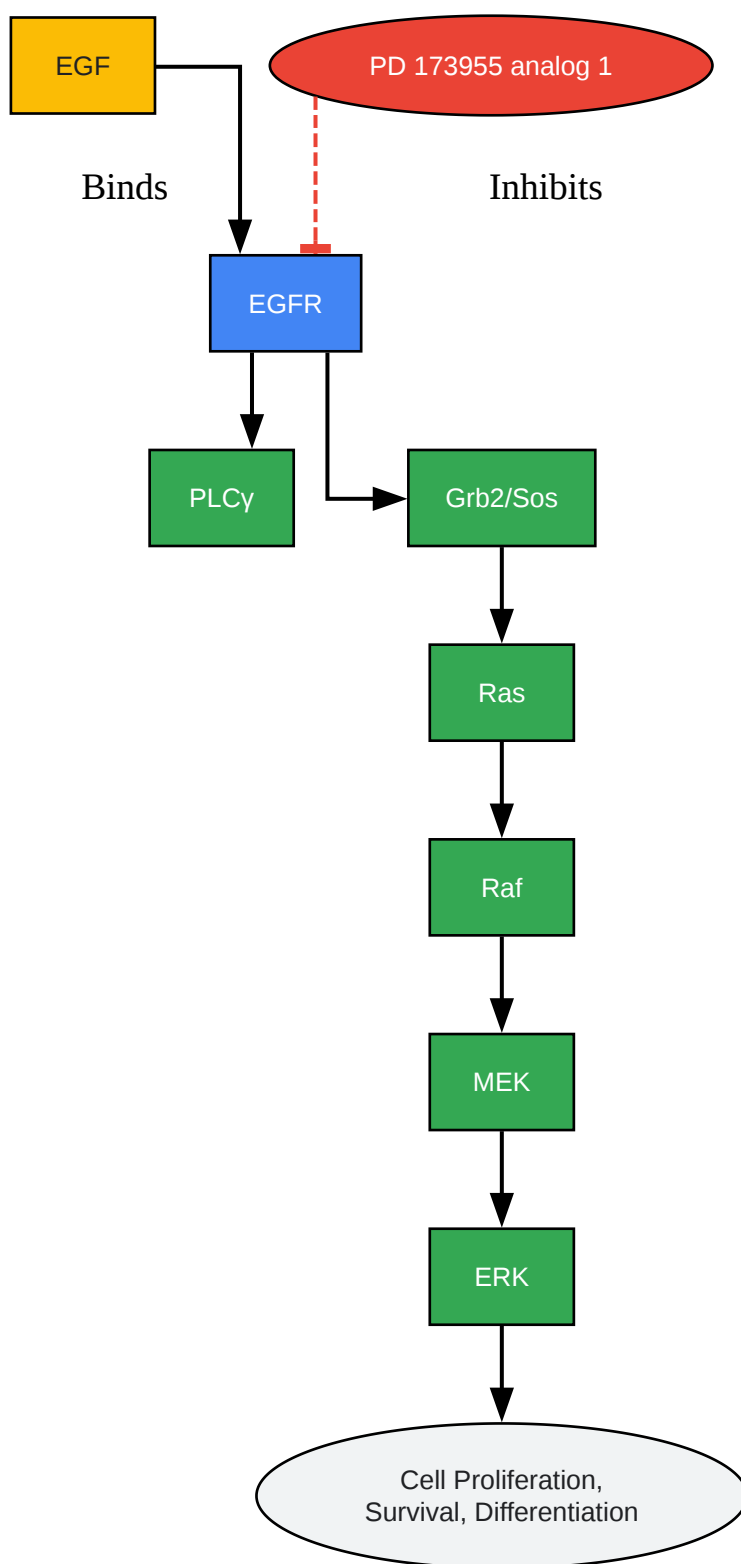 EGF
PD 173955 analog 1
Binds
Inhibits
EGFR
PLCγ
Grb2/Sos
Ras
Raf
MEK
ERK
Cell Proliferation,
Survival, Differentiation